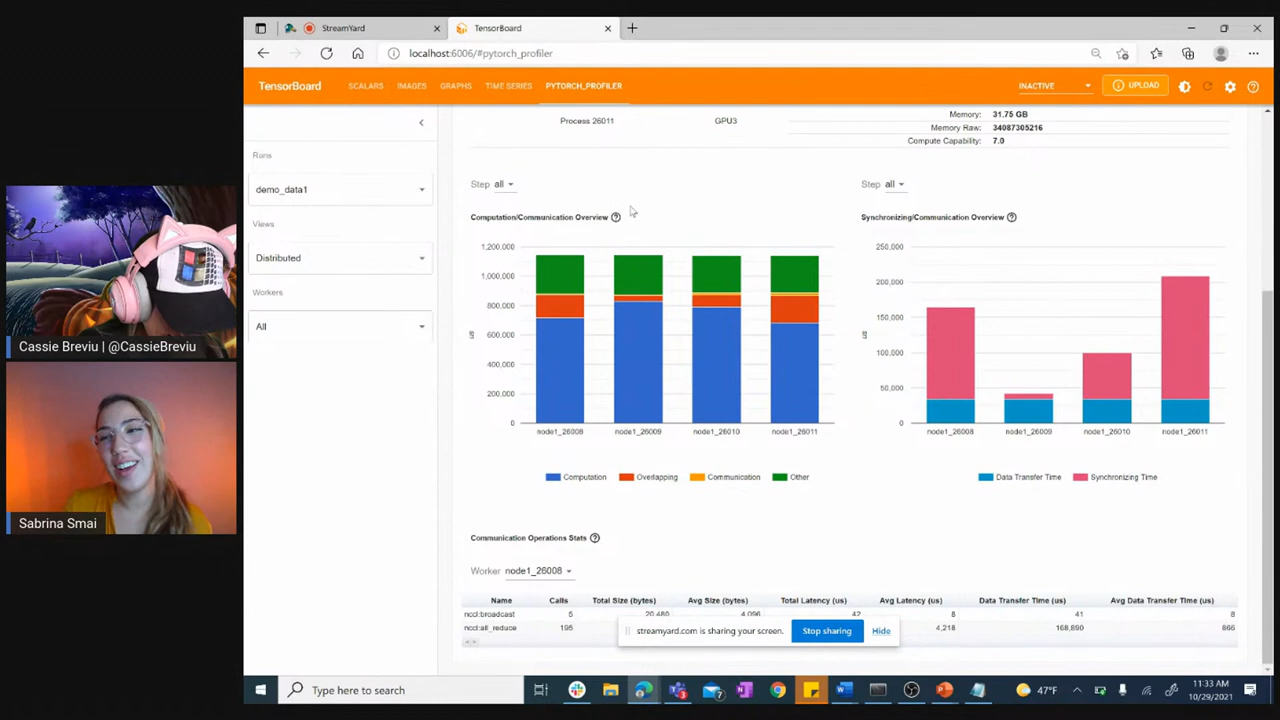 StreamYard
TensorBoard
localhost:6006/#pytorch_profiler
TensorBoard
SCALARS
IMAGES
GRAPHS
TIME SERIES
PYTORCH_PROFILER
INACTIVE
UPLOAD
Memory: 31.75 GB
Process 26011 GPU3
Memory Raw: 34087305216
Compute Capability: 7.0
Runs
demo_data1
Views
Distributed
Workers
All
Step all
Computation/Communication Overview
1,200,000
1,000,000
800,000
600,000
400,000
200,000
0
us
node1_26008 node1_26009 node1_26010 node1_26011
Computation Overlapping Communication Other
Step all
Synchronizing/Communication Overview
250,000
200,000
150,000
100,000
50,000
0
us
node1_26008 node1_26009 node1_26010 node1_26011
Data Transfer Time Synchronizing Time
Communication Operations Stats
Worker node1_26008
Name Calls Total Size (bytes) Avg Size (bytes) Total Latency (us) Avg Latency (us) Data Transfer Time (us) Avg Data Transfer Time (us)
nccl:broadcast 5 20,480 4,096 42 8 41 8
nccl:all_reduce 195 4,218 168,890 866
streamyard.com is sharing your screen.
Stop sharing
Hide
Cassie Breviu | @CassieBreviu
Sabrina Smai
Type here to search
7
47°F
11:33 AM
10/29/2021